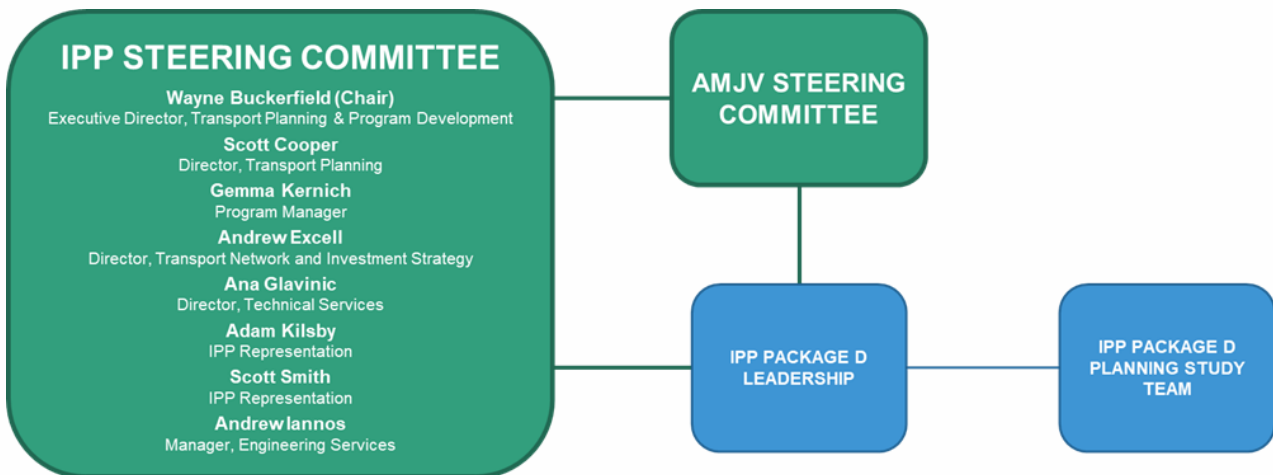 IPP STEERING COMMITTEE
Wayne Buckerfield (Chair)
Executive Director, Transport Planning & Program Development
Scott Cooper
Director, Transport Planning
Gemma Kernich
Program Manager
Andrew Excell
Director, Transport Network and Investment Strategy
Ana Glavinic
Director, Technical Services
Adam Kilsby
IPP Representation
Scott Smith
IPP Representation
Andrew Iannos
Manager, Engineering Services
AMJV STEERING
COMMITTEE
IPP PACKAGE D
LEADERSHIP
IPP PACKAGE D
PLANNING STUDY
TEAM